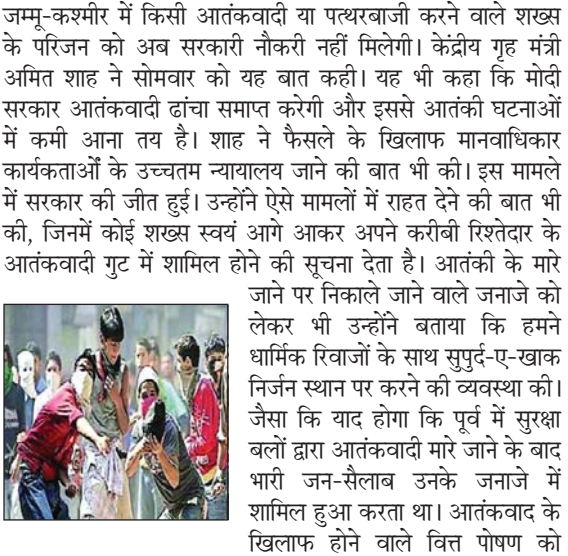 जम्मू-कश्मीर में किसी आतंकवादी या पत्थरबाजी करने वाले शख्स
के परिजन को अब सरकारी नौकरी नहीं मिलेगी। केंद्रीय गृह मंत्री
अमित शाह ने सोमवार को यह बात कही। यह भी कहा कि मोदी
सरकार आतंकवादी ढांचा समाप्त करेगी और इससे आतंकी घटनाओं
में कमी आना तय है। शाह ने फैसले के खिलाफ मानवाधिकार
कार्यकताओंं के उच्चतम न्यायालय जाने की बात भी की। इस मामले
में सरकार की जीत हुई। उन्होंने ऐसे मामलों में राहत देने की बात भी
की, जिनमें कोई शख्स स्वयं आगे आकर अपने करीबी रिश्तेदार के
आतंकवादी गुट में शामिल होने की सूचना देता है। आतंकी के मारे
जाने पर निकाले जाने वाले जनाजे को
लेकर भी उन्होंने बताया कि हमने
धार्मिक रिवाजों के साथ सुपुर्द-ए-खाक
निर्जन स्थान पर करने की व्यवस्था की।
जैसा कि याद होगा कि पूर्व में सुरक्षा
बलों द्वारा आतंकवादी मारे जाने के बाद
भारी जन-सैलाब उनके जनाजे में
शामिल हुआ करता था। आतंकवाद के
खिलाफ होने वाले वित्त पोषण को